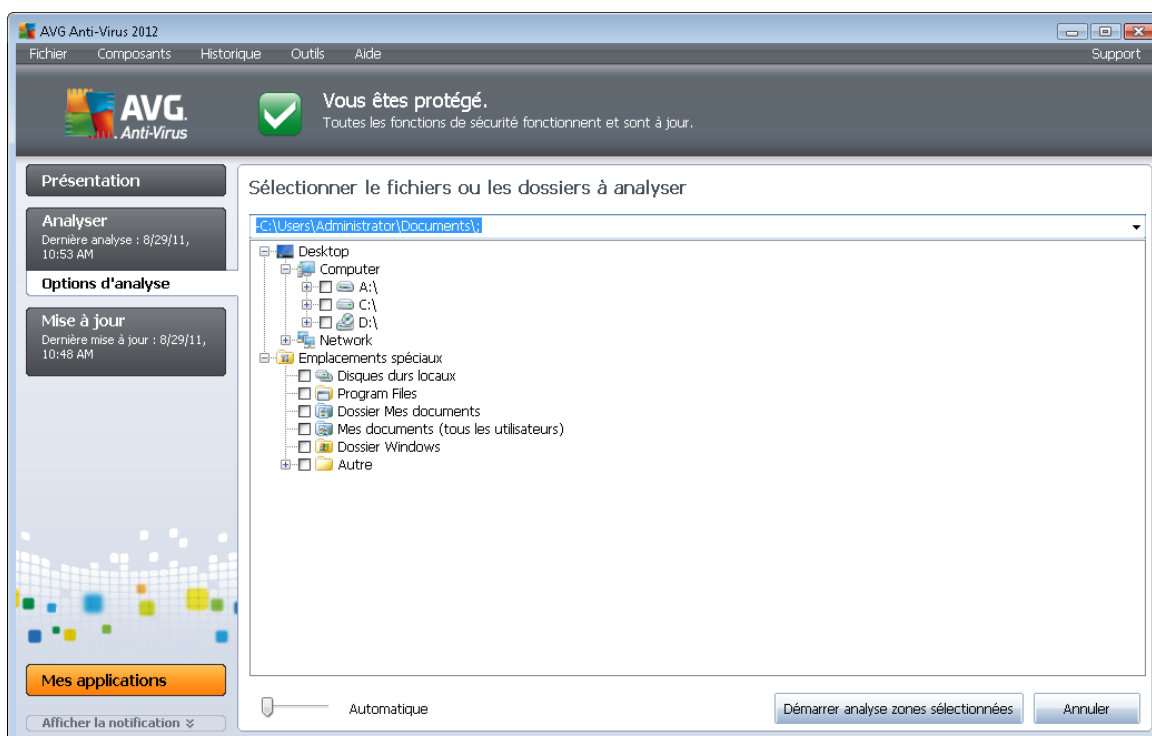 AVG Anti-Virus 2012
Fichier Composants Historique Outils Aide Support
AVG.
Anti-Virus
Vous êtes protégé.
Toutes les fonctions de sécurité fonctionnent et sont à jour.
Présentation
Analyser
Dernière analyse : 8/29/11,
10:53 AM
Options d'analyse
Mise à jour
Dernière mise à jour : 8/29/11,
10:48 AM
Mes applications
Afficher la notification
Sélectionner le fichiers ou les dossiers à analyser
-C:\Users\Administrator\Documents\;
Desktop
Computer
A:\
C:\
D:\
Network
Emplacements spéciaux
Disques durs locaux
Program Files
Dossier Mes documents
Mes documents (tous les utilisateurs)
Dossier Windows
Autre
Automatique
Démarrer analyse zones sélectionnées
Annuler